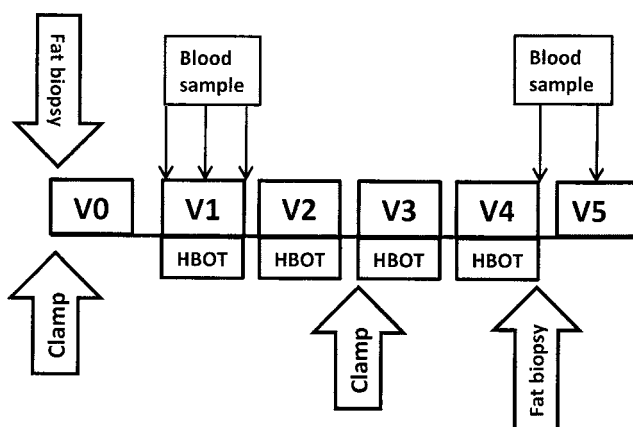 Fat biopsy
Blood
sample
Blood
sample
V0
V1
V2
V3
V4
V5
HBOT
HBOT
HBOT
HBOT
Clamp
Clamp
Fat biopsy